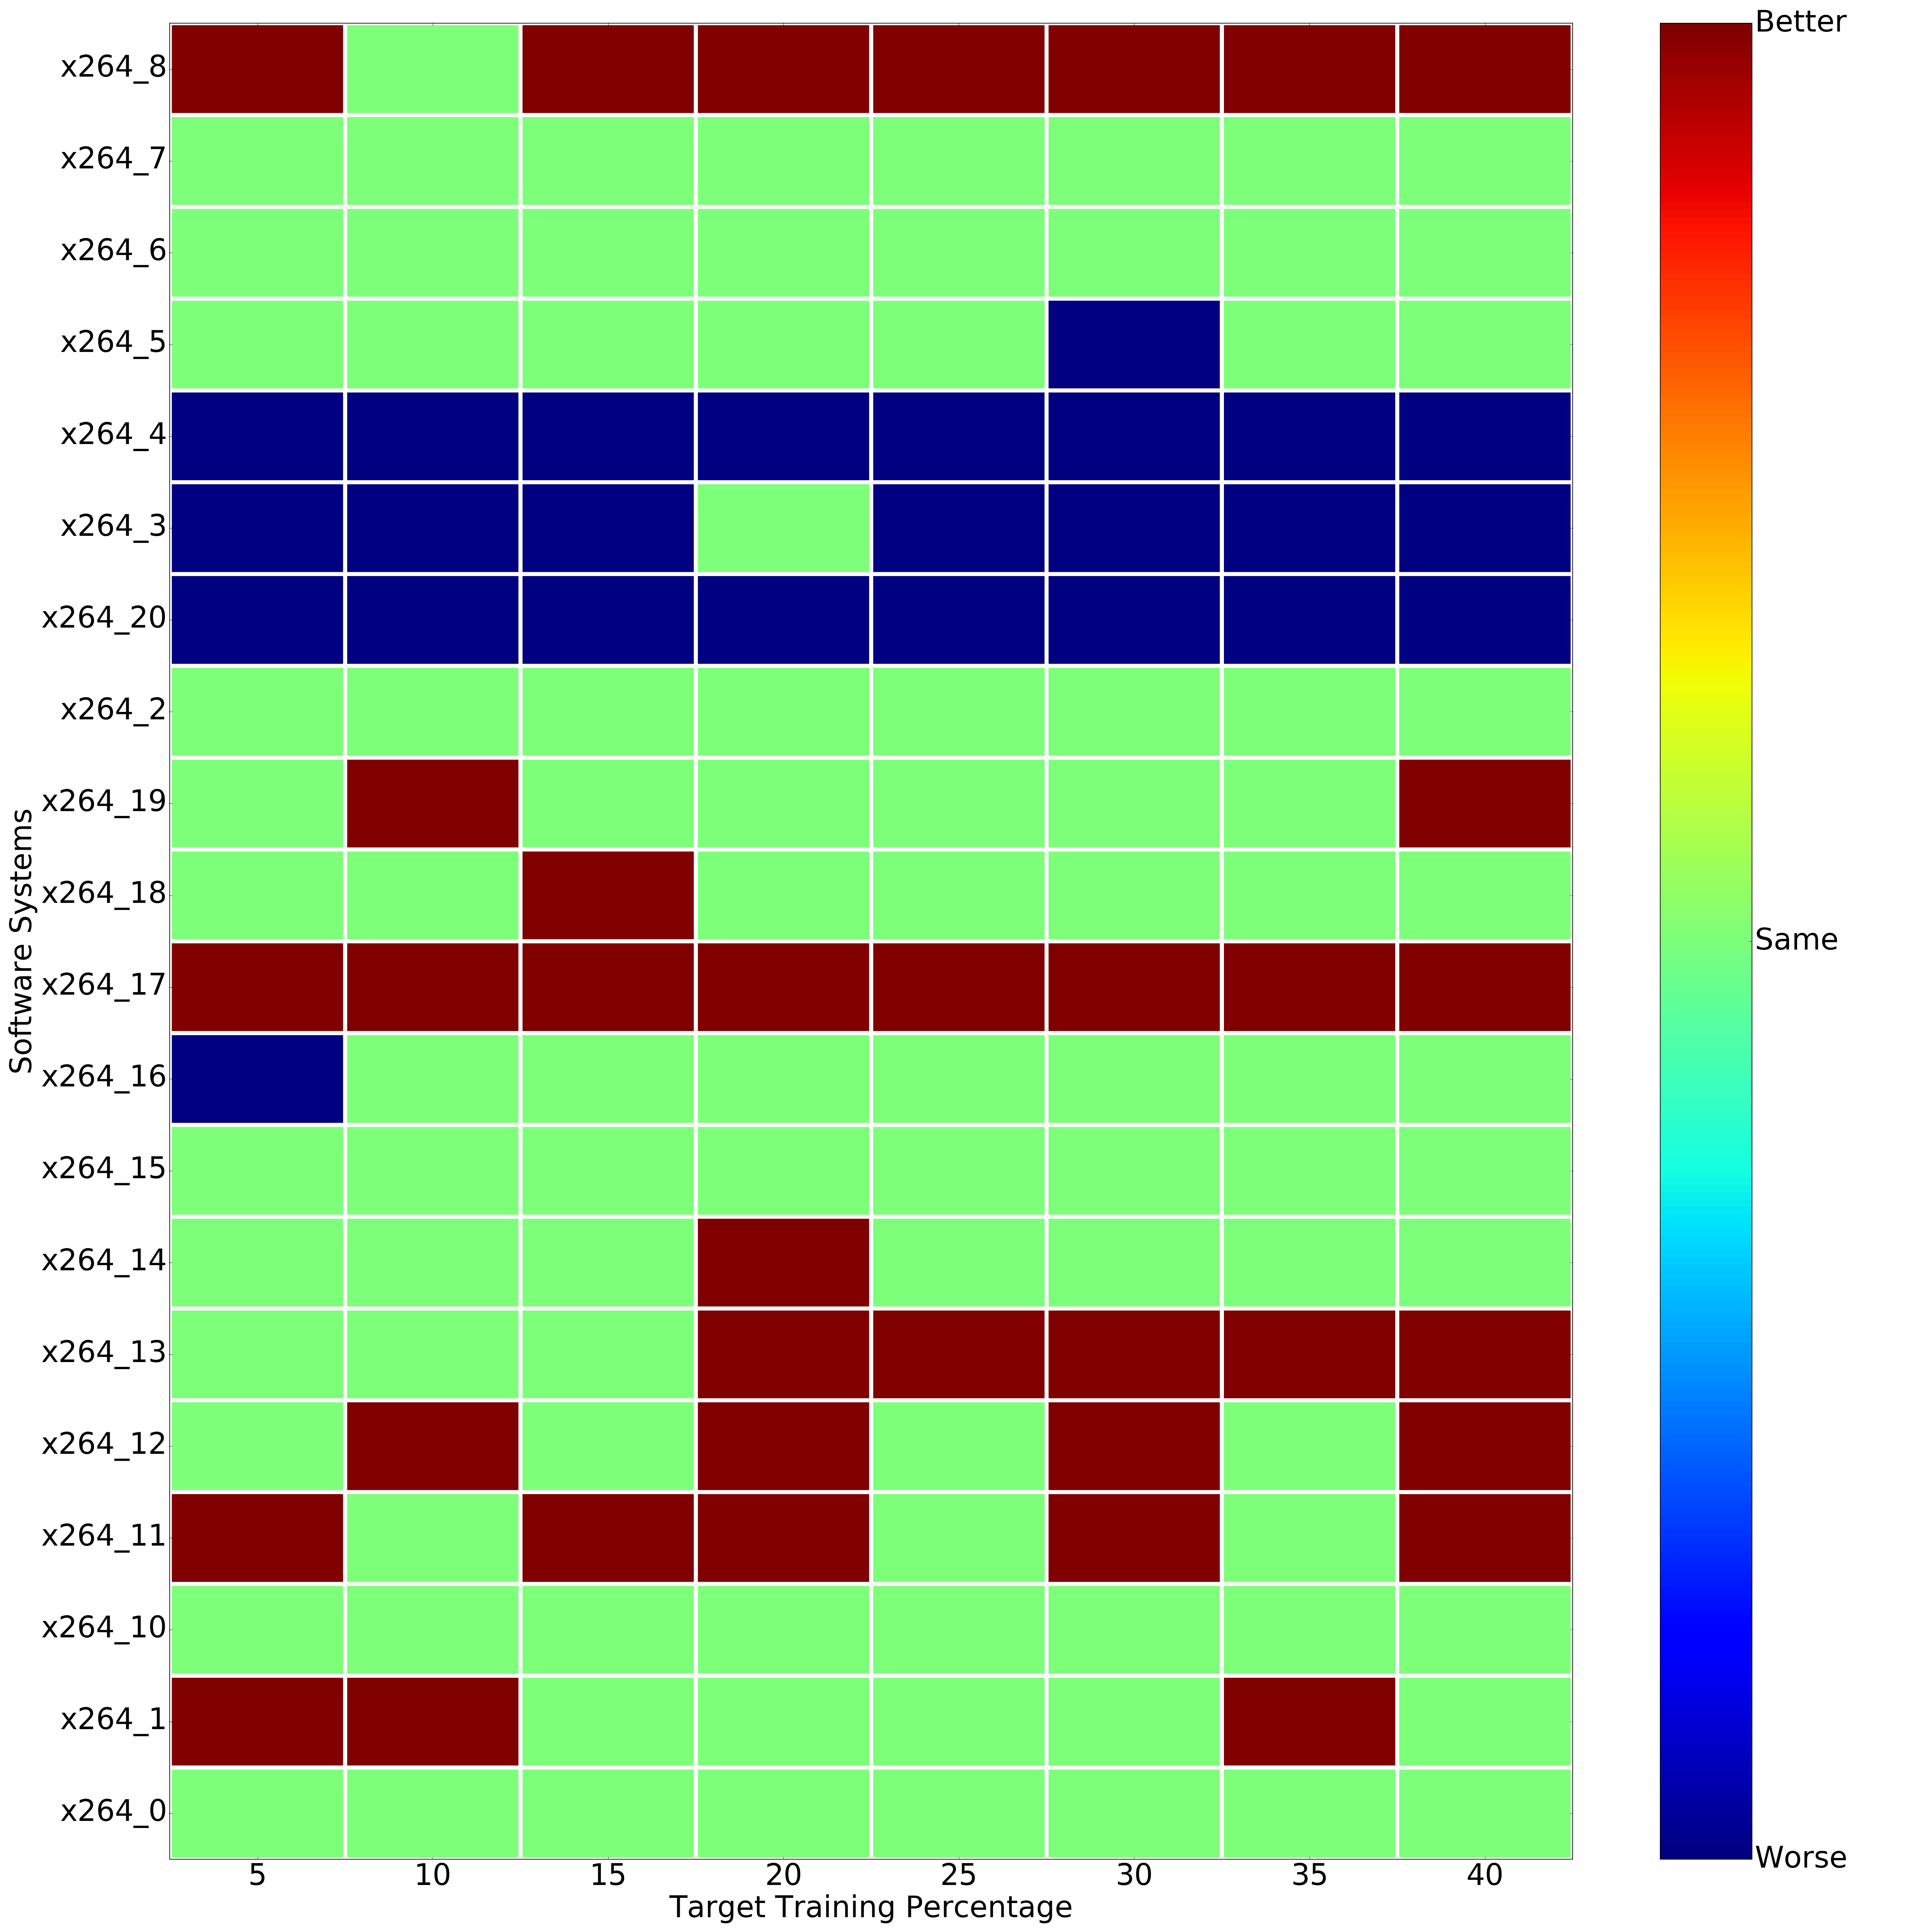 Better
x264_8
x264_7
x264_6
x264_5
x264_4
x264_3
x264_20
x264_2
x264_19
x264_18
Same
x264_17
x264_16
x264_15
x264_14
x264_13
x264_12
x264_11
x264_10
x264_1
x264_0
Worse
Software Systems
5 10 15 20 25 30 35 40
Target Training Percentage